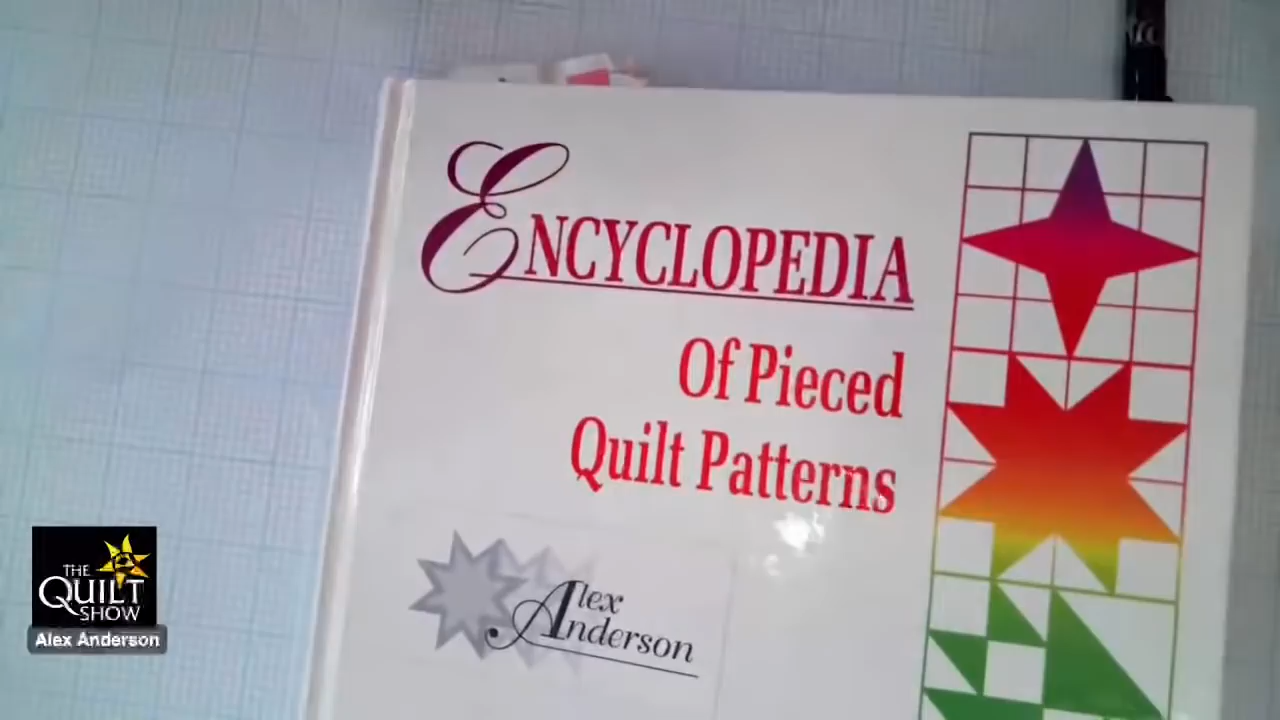 ENCYCLOPEDIA
Of Pieced
Quilt Patterns
Alex
Anderson
THE
QUILT
SHOW
Alex Anderson